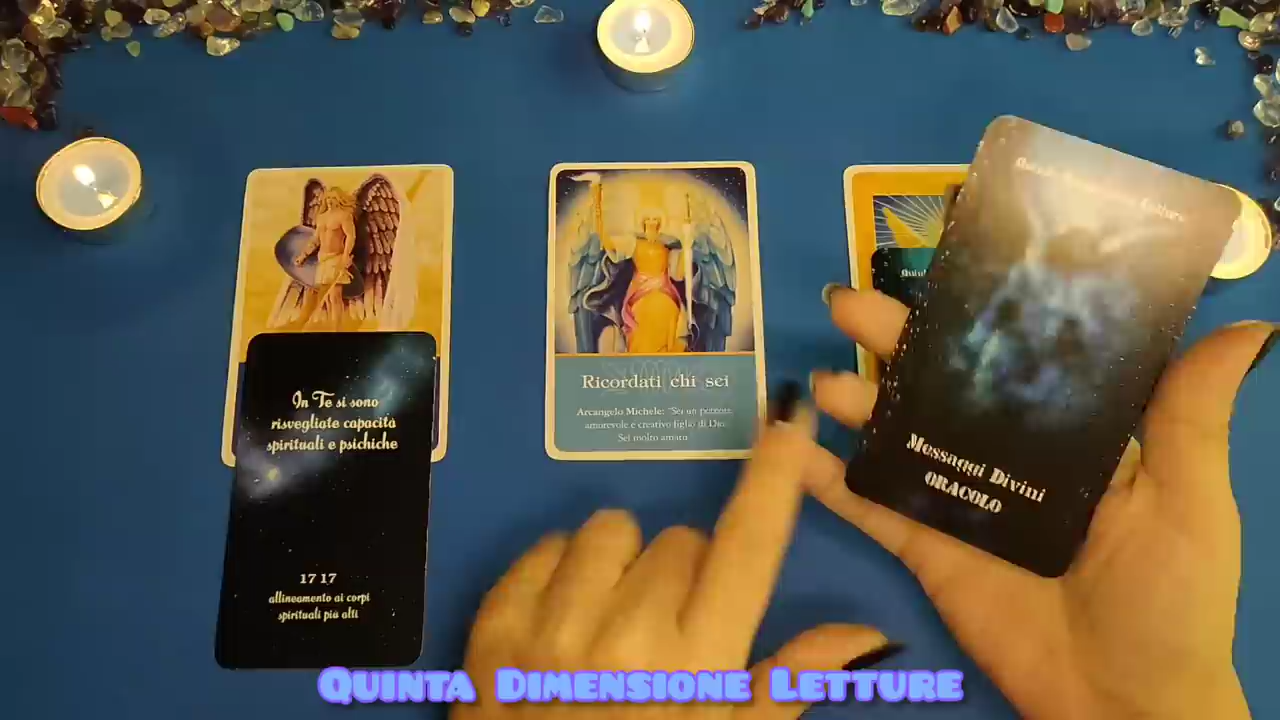 In Te si sono
risvegliate capacità
spirituali e psichiche
17 17
allineamento ai corpi
spirituali più alti
Ricordati chi sei
Arcangelo Michele: "Sei un potente,
amorevole e creativo figlio di Dio.
Sei molto amato
Messaggi Divini
ORACOLO
Quinta Dimensione Letture